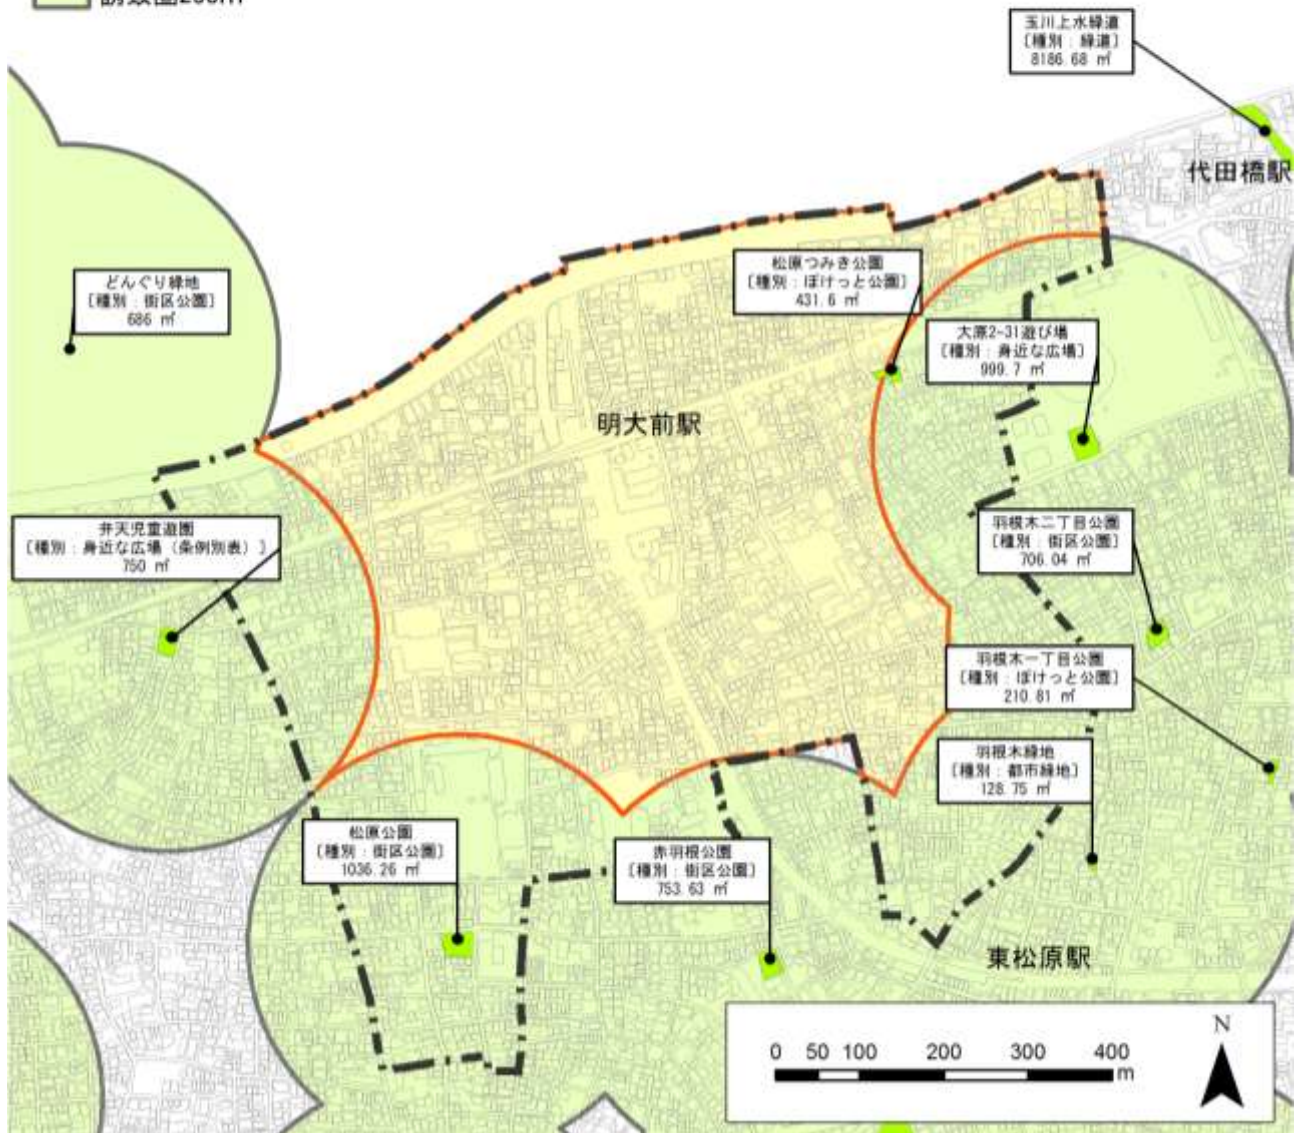 玉川上水緑道
〔種別：緑道〕
8186.68 ㎡
代田橋駅
どんぐり緑地
〔種別：街区公園〕
686 ㎡
松原つみき公園
〔種別：ぽけっと公園〕
431.6 ㎡
大原2-31遊び場
〔種別：身近な広場〕
999.7 ㎡
明大前駅
弁天児童遊園
〔種別：身近な広場（条例別表）〕
750 ㎡
羽根木二丁目公園
〔種別：街区公園〕
706.04 ㎡
羽根木一丁目公園
〔種別：ぽけっと公園〕
210.81 ㎡
羽根木緑地
〔種別：都市緑地〕
128.75 ㎡
松原公園
〔種別：街区公園〕
1036.26 ㎡
赤羽根公園
〔種別：街区公園〕
753.63 ㎡
東松原駅
N
0 50 100 200 300 400
m